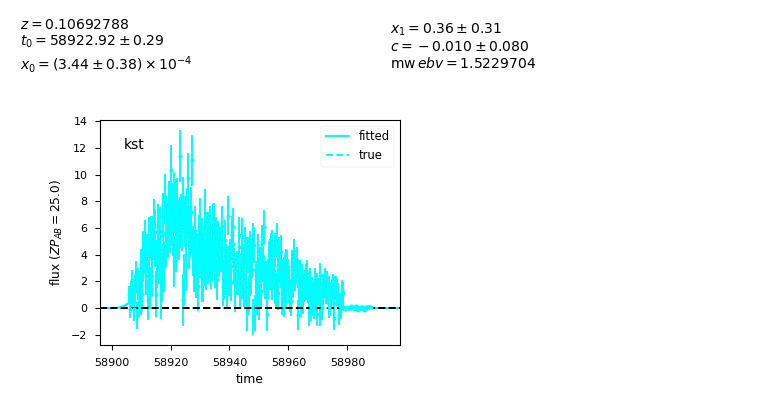 z = 0.10692788
t₀ = 58922.92 ± 0.29
x₀ = (3.44 ± 0.38) × 10⁻⁴
x₁ = 0.36 ± 0.31
c = −0.010 ± 0.080
mw ebv = 1.5229704
kst
fitted
true
flux (ZP_AB = 25.0)
14
12
10
8
6
4
2
0
−2
58900 58920 58940 58960 58980
time